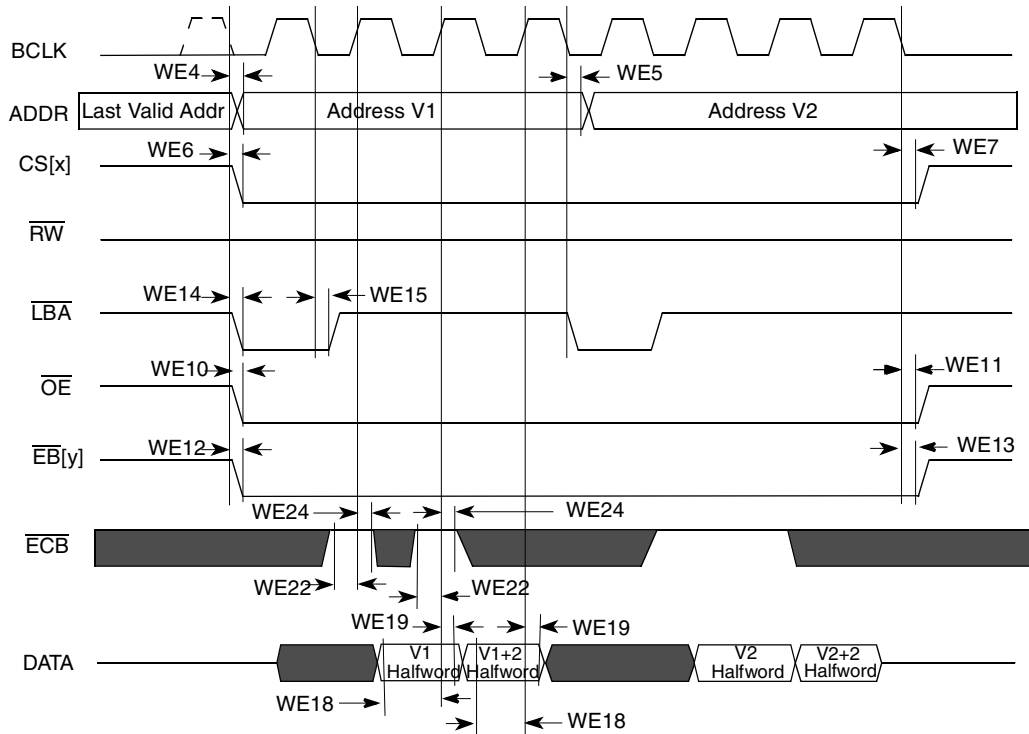 BCLK
WE4
WE5
ADDR
Last Valid Addr
Address V1
Address V2
WE6
WE7
CS[x]
RW
WE14
WE15
LBA
WE10
WE11
OE
WE12
WE13
EB[y]
WE24
WE24
ECB
WE22
WE22
WE19
WE19
DATA
V1
Halfword
V1+2
Halfword
V2
Halfword
V2+2
Halfword
WE18
WE18